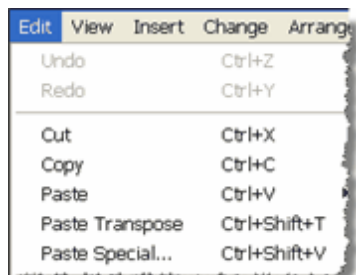 Edit View Insert Change Arrang
Undo Ctrl+Z
Redo Ctrl+Y
Cut Ctrl+X
Copy Ctrl+C
Paste Ctrl+V
Paste Transpose Ctrl+Shift+T
Paste Special... Ctrl+Shift+V